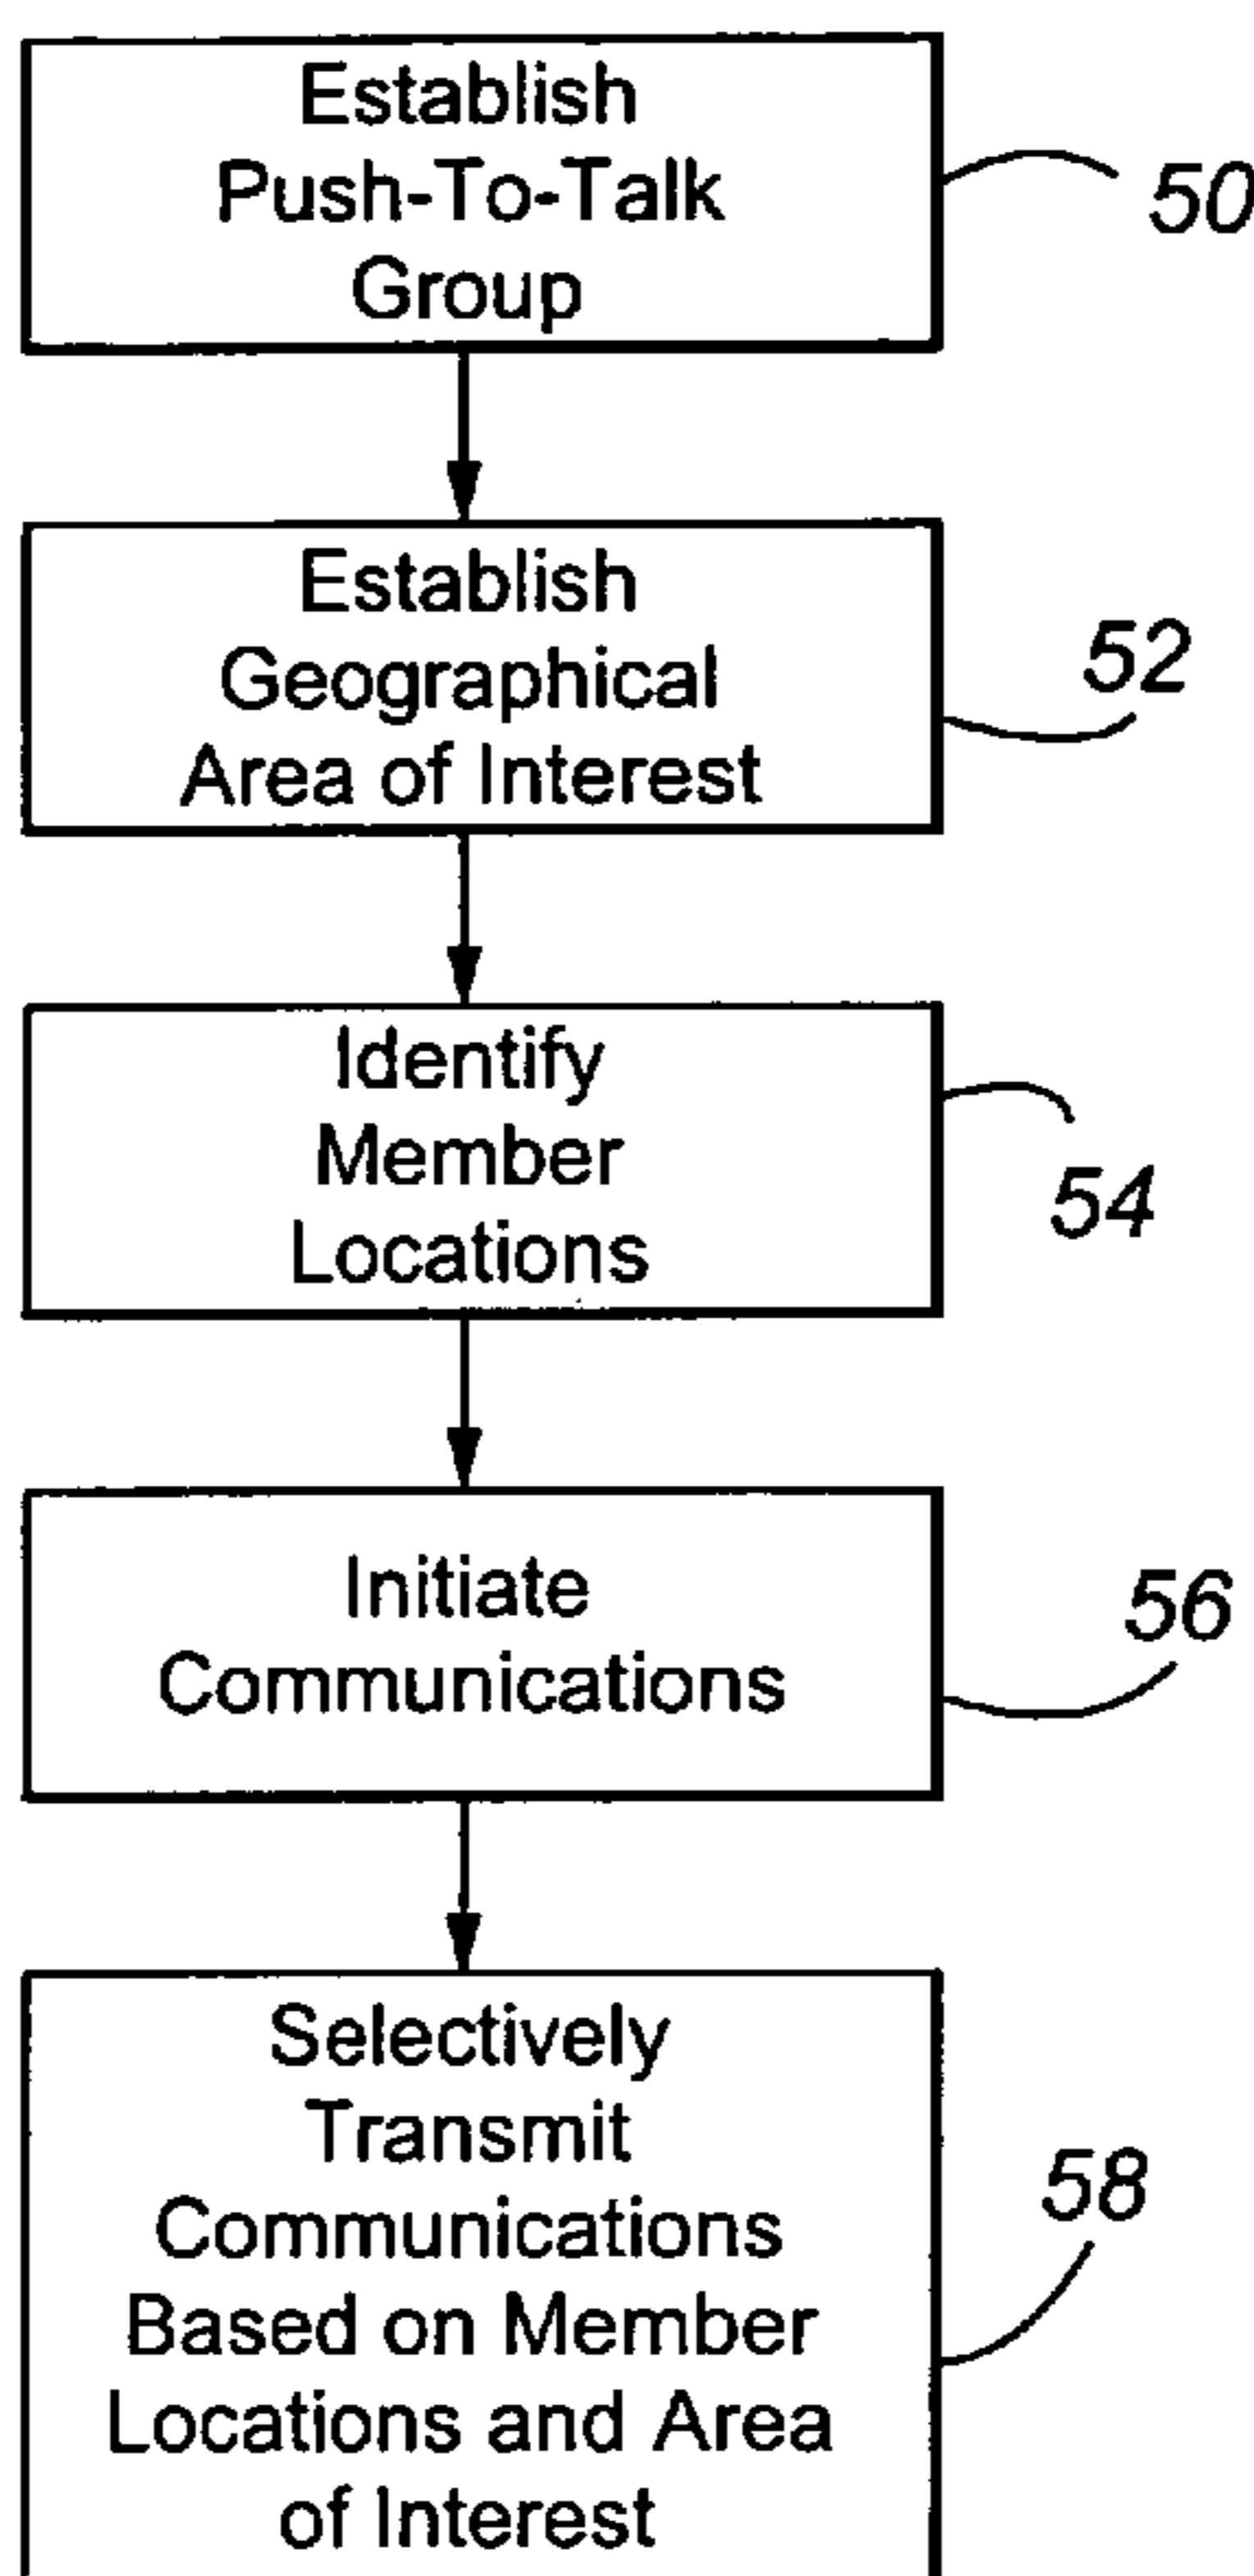 Establish
Push-To-Talk
Group
50
Establish
Geographical
Area of Interest
52
Identify
Member
Locations
54
Initiate
Communications
56
Selectively
Transmit
Communications
Based on Member
Locations and Area
of Interest
58